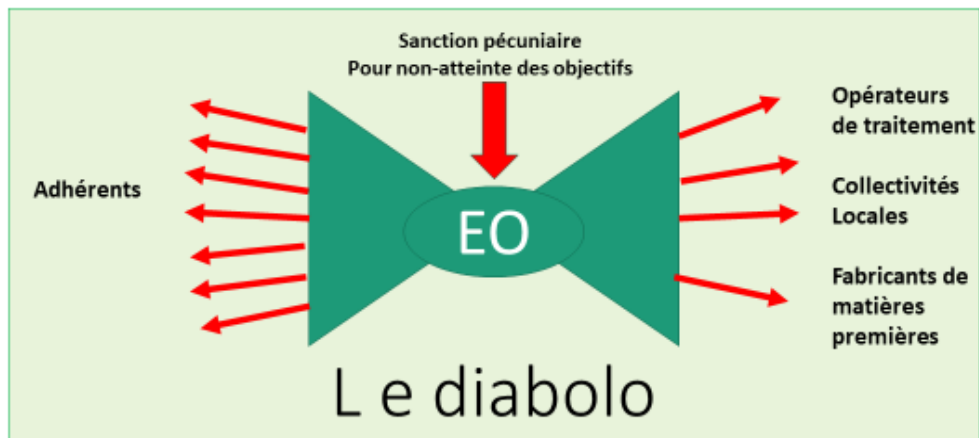 Sanction pécuniaire
Pour non-atteinte des objectifs
Adhérents
EO
Opérateurs
de traitement
Collectivités
Locales
Fabricants de
matières
premières
L e diabolo